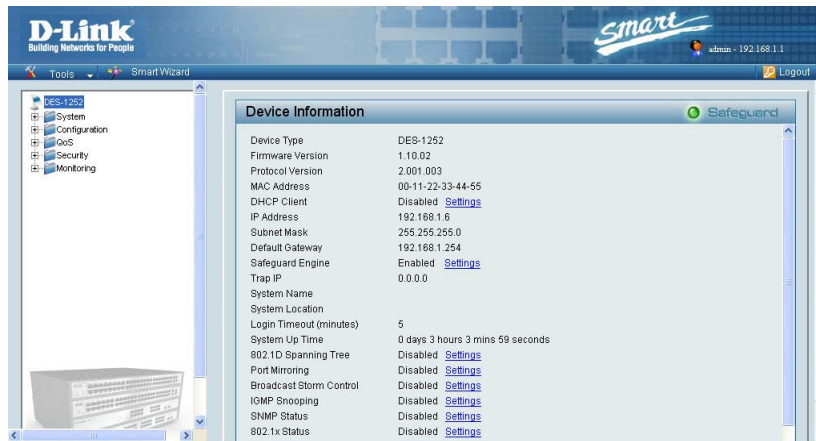 D-Link
Building Networks for People
smart
admin - 192.168.1.1
Tools
Smart Wizard
Logout
DES-1252
System
Configuration
QoS
Security
Monitoring
Device Information
Safeguard
Device Type DES-1252
Firmware Version 1.10.02
Protocol Version 2.001.003
MAC Address 00-11-22-33-44-55
DHCP Client Disabled Settings
IP Address 192.168.1.6
Subnet Mask 255.255.255.0
Default Gateway 192.168.1.254
Safeguard Engine Enabled Settings
Trap IP 0.0.0.0
System Name
System Location
Login Timeout (minutes) 5
System Up Time 0 days 3 hours 3 mins 59 seconds
802.1D Spanning Tree Disabled Settings
Port Mirroring Disabled Settings
Broadcast Storm Control Disabled Settings
IGMP Snooping Disabled Settings
SNMP Status Disabled Settings
802.1x Status Disabled Settings